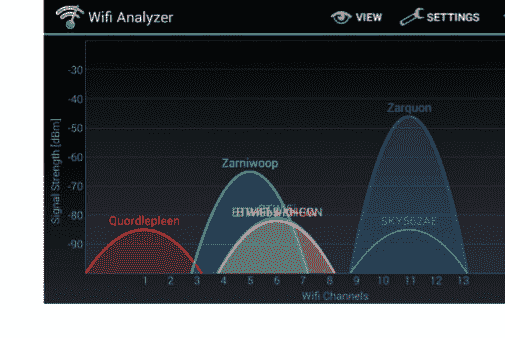 Wifi Analyzer
VIEW
SETTINGS
Signal Strength [dBm]
-30
-40
-50
-60
-70
-80
-90
Zarquon
Zarniwoop
Quordlepleen
SKY562AE
1 2 3 4 5 6 7 8 9 10 11 12 13
Wifi Channels